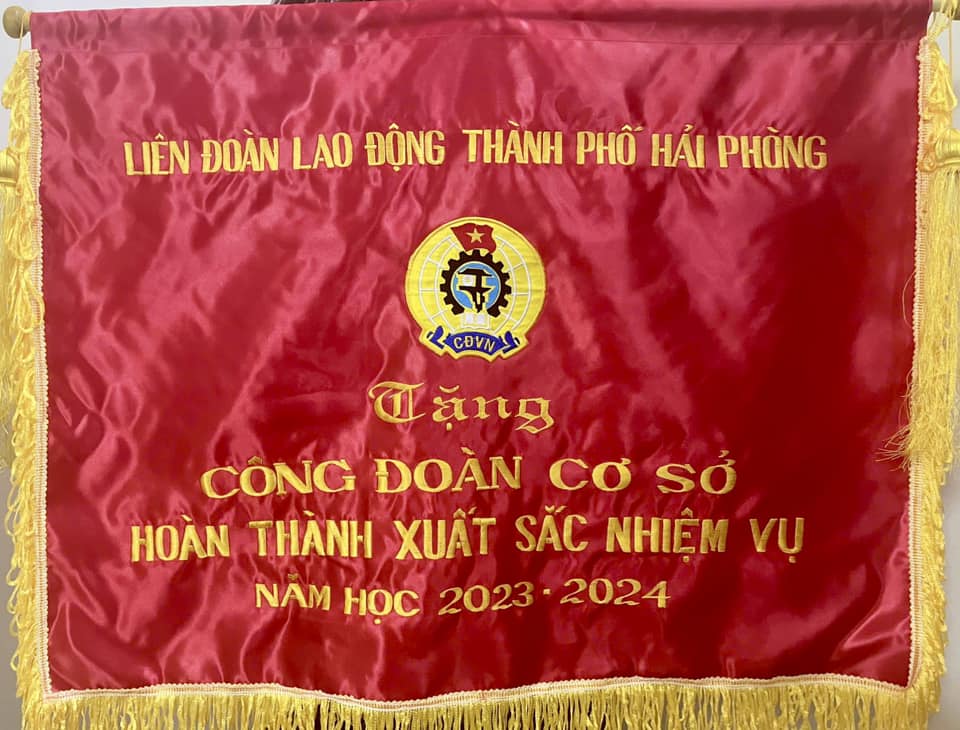 LIÊN ĐOÀN LAO ĐỘNG THÀNH PHỐ HẢI PHÒNG
CĐVN
Tặng
CÔNG ĐOÀN CƠ SỞ
HOÀN THÀNH XUẤT SẮC NHIỆM VỤ
NĂM HỌC 2023 - 2024